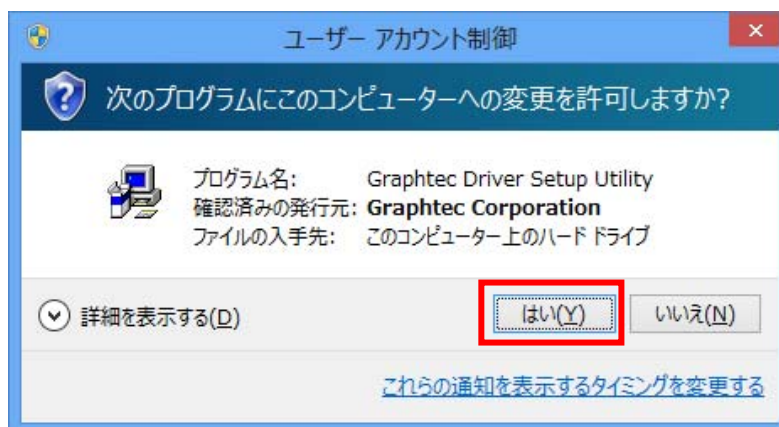 ユーザー アカウント制御
次のプログラムにこのコンピューターへの変更を許可しますか?
プログラム名: Graphtec Driver Setup Utility
確認済みの発行元: Graphtec Corporation
ファイルの入手先: このコンピューター上のハード ドライブ
詳細を表示する(D) はい(Y) いいえ(N)
これらの通知を表示するタイミングを変更する